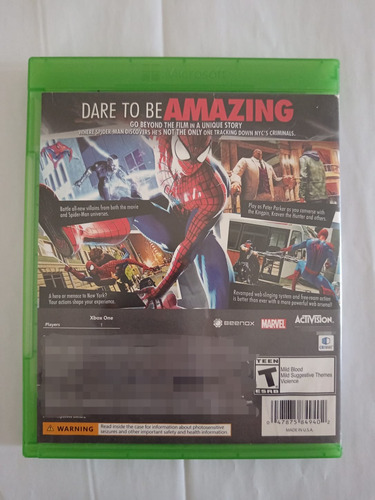 DARE TO BE AMAZING
GO BEYOND THE FILM IN A UNIQUE STORY
WHERE SPIDER-MAN DISCOVERS HE'S NOT THE ONLY ONE TRACKING DOWN NYC'S CRIMINALS.
Battle all-new villains from both the movie
and Spider-Man universes.
Play as Peter Parker as you converse with
the Kingpin, Kraven the Hunter and others
A hero or menace to New York?
Your actions shape your experience.
Revamped web-slinging system and free-roam action
is better than ever with a more powerful web arsenal!
Xbox One
Players 1
BEENOX
MARVEL
ACTIVISION
TEEN
T
ESRB
Mild Blood
Mild Suggestive Themes
Violence
WARNING
Read inside the case for information about photosensitive
seizures and other important safety and health information.
47875 84940
MADE IN U.S.A.